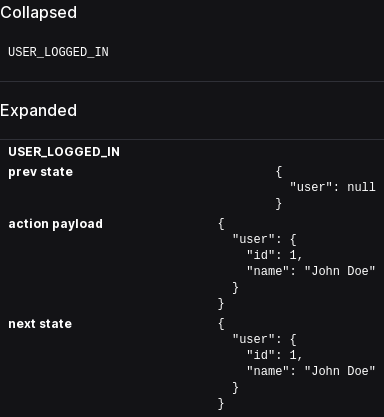 Collapsed
USER_LOGGED_IN
Expanded
USER_LOGGED_IN
prev state {
"user": null
}
action payload {
"user": {
"id": 1,
"name": "John Doe"
}
}
next state {
"user": {
"id": 1,
"name": "John Doe"
}
}